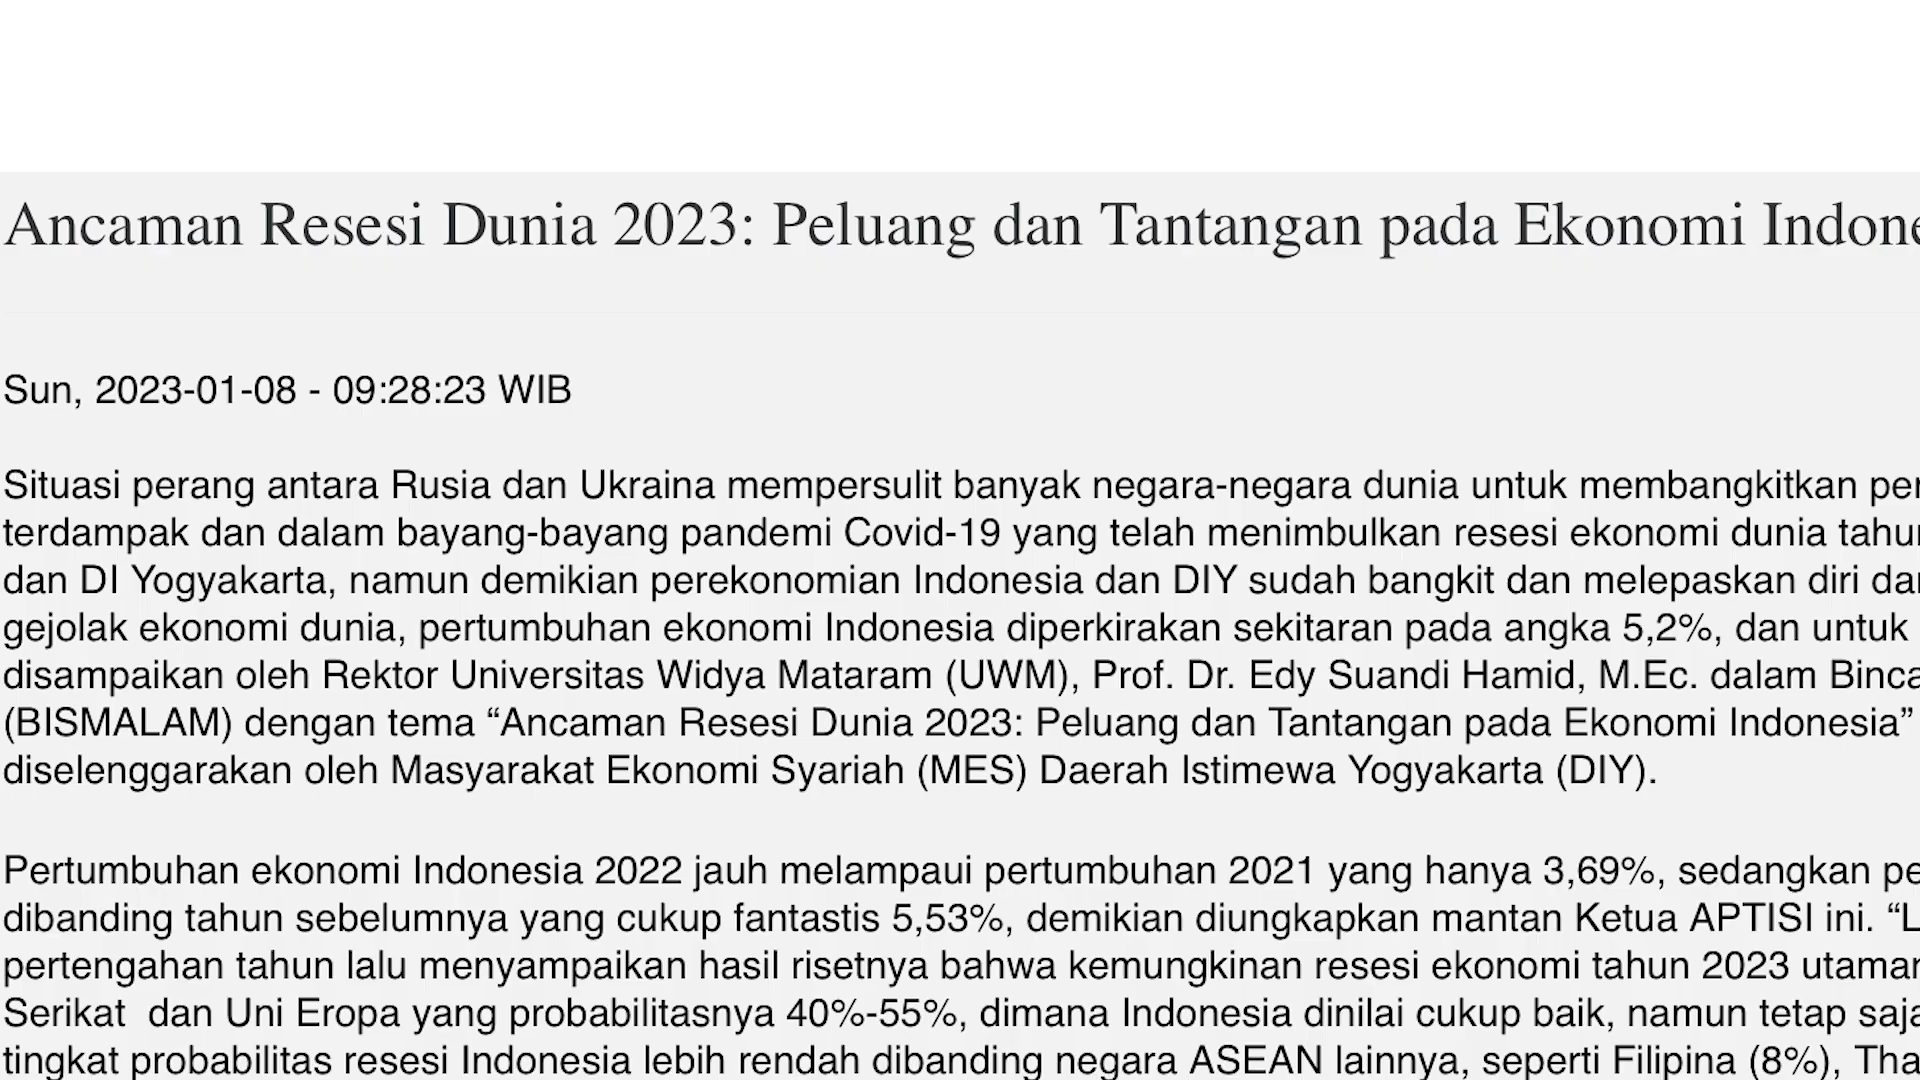 Ancaman Resesi Dunia 2023: Peluang dan Tantangan pada Ekonomi
Sun, 2023-01-08 - 09:28:23 WIB
Situasi perang antara Rusia dan Ukraina mempersulit banyak negara-negara dunia untuk membangkitkan
terdampak dan dalam bayang-bayang pandemi Covid-19 yang telah menimbulkan resesi ekonomi dunia
dan DI Yogyakarta, namun demikian perekonomian Indonesia dan DIY sudah bangkit dan melepaskan diri
gejolak ekonomi dunia, pertumbuhan ekonomi Indonesia diperkirakan sekitaran pada angka 5,2%, dan untuk
disampaikan oleh Rektor Universitas Widya Mataram (UWM), Prof. Dr. Edy Suandi Hamid, M.Ec. dalam
(BISMALAM) dengan tema “Ancaman Resesi Dunia 2023: Peluang dan Tantangan pada Ekonomi Indonesia”
diselenggarakan oleh Masyarakat Ekonomi Syariah (MES) Daerah Istimewa Yogyakarta (DIY).
Pertumbuhan ekonomi Indonesia 2022 jauh melampaui pertumbuhan 2021 yang hanya 3,69%, sedangkan
dibanding tahun sebelumnya yang cukup fantastis 5,53%, demikian diungkapkan mantan Ketua APTISI ini.
pertengahan tahun lalu menyampaikan hasil risetnya bahwa kemungkinan resesi ekonomi tahun 2023
Serikat dan Uni Eropa yang probabilitasnya 40%-55%, dimana Indonesia dinilai cukup baik, namun tetap
tingkat probabilitas resesi Indonesia lebih rendah dibanding negara ASEAN lainnya, seperti Filipina (8%),